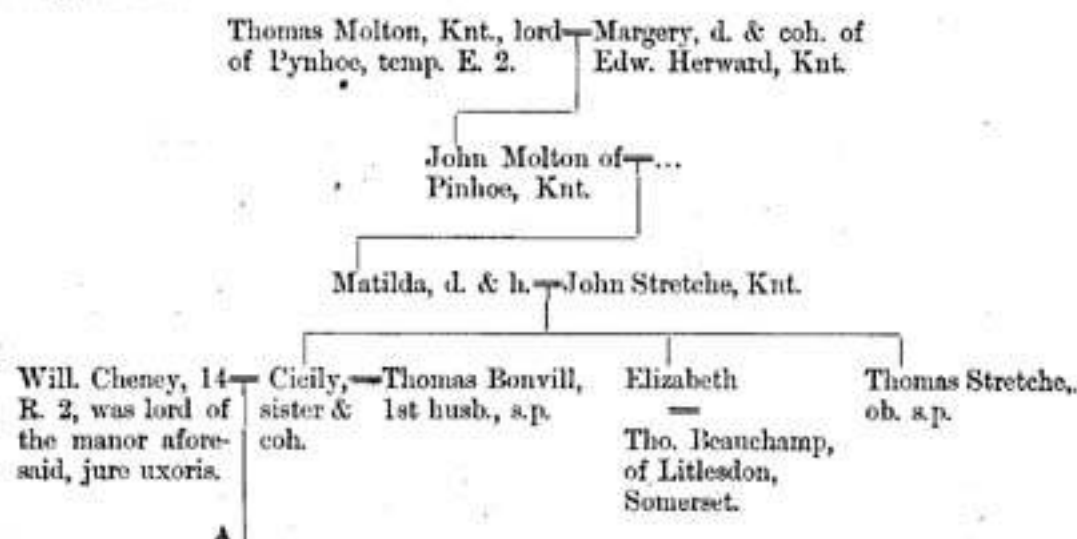 Thomas Molton, Knt., lord
of Pynhoe, temp. E. 2.
Margery, d. & coh. of
Edw. Herward, Knt.
John Molton of
Pinhoe, Knt.
...
Matilda, d. & h.
John Stretche, Knt.
Will. Cheney, 14
R. 2, was lord of
the manor afore-
said, jure uxoris.
Cicily,
sister &
coh.
Thomas Bonvill,
1st husb., s.p.
Elizabeth
=
Tho. Beauchamp,
of Litlesdon,
Somerset.
Thomas Stretche,
ob. s.p.
A